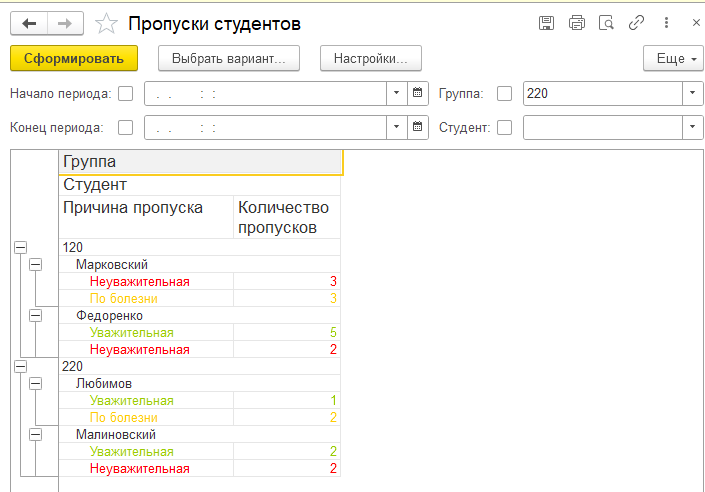 Пропуски студентов
Сформировать Выбрать вариант... Настройки... Еще
Начало периода: . . : : Группа: 220
Конец периода: . . : : Студент:
Группа
Студент
Причина пропуска Количество
пропусков
120
Марковский
Неуважительная 3
По болезни 3
Федоренко
Уважительная 5
Неуважительная 2
220
Любимов
Уважительная 1
По болезни 2
Малиновский
Уважительная 2
Неуважительная 2